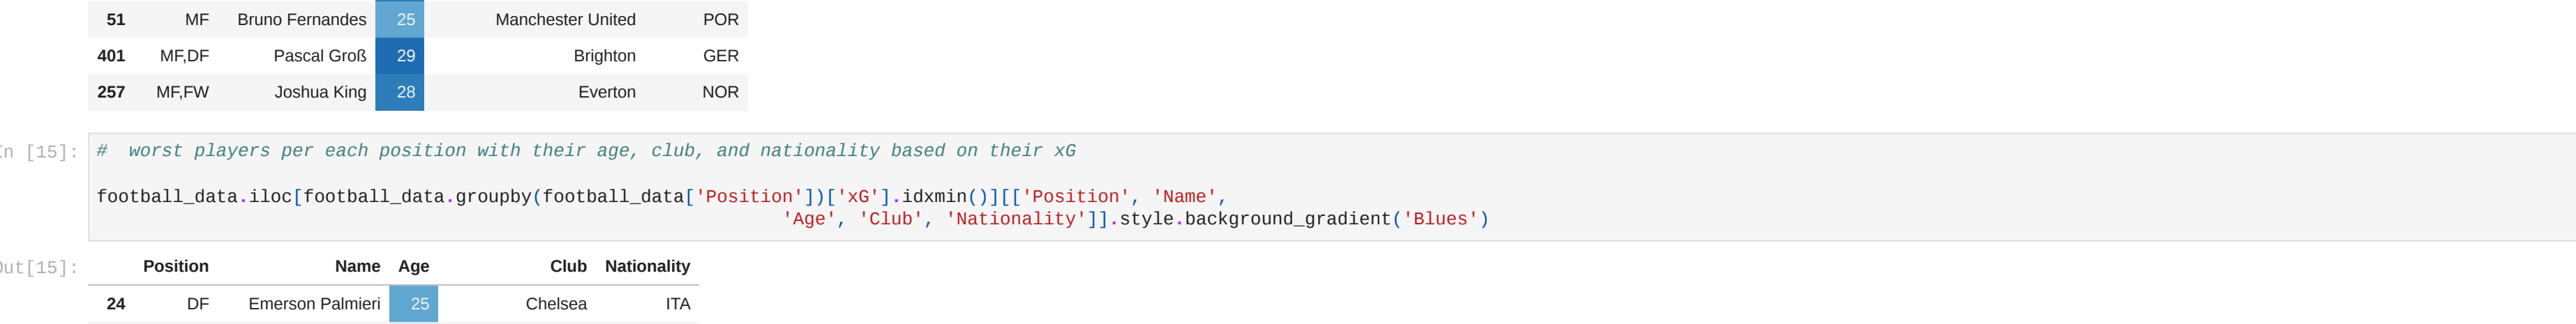 51 MF Bruno Fernandes 25 Manchester United POR
401 MF,DF Pascal Groß 29 Brighton GER
257 MF,FW Joshua King 28 Everton NOR
In [15]: #  worst players per each position with their age, club, and nationality based on their xG
football_data.iloc[football_data.groupby(football_data['Position'])['xG'].idxmin()][['Position', 'Name',
'Age', 'Club', 'Nationality']].style.background_gradient('Blues')
Out[15]: Position Name Age Club Nationality
24 DF Emerson Palmieri 25 Chelsea ITA